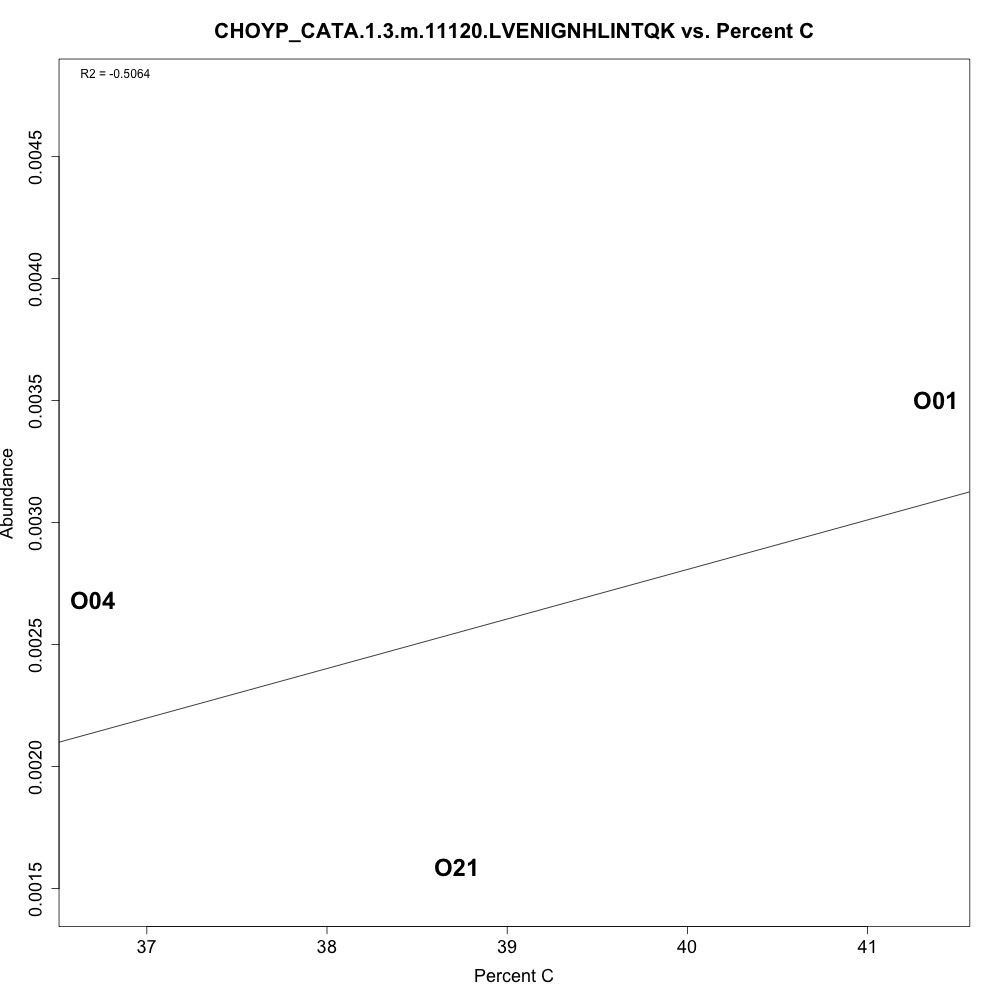 CHOYP_CATA.1.3.m.11120.LVENIGNHLINTQK vs. Percent C
R2 = -0.5064
0.0045
0.0040
0.0035
0.0030
0.0025
0.0020
0.0015
Abundance
O01
O04
O21
37 38 39 40 41
Percent C